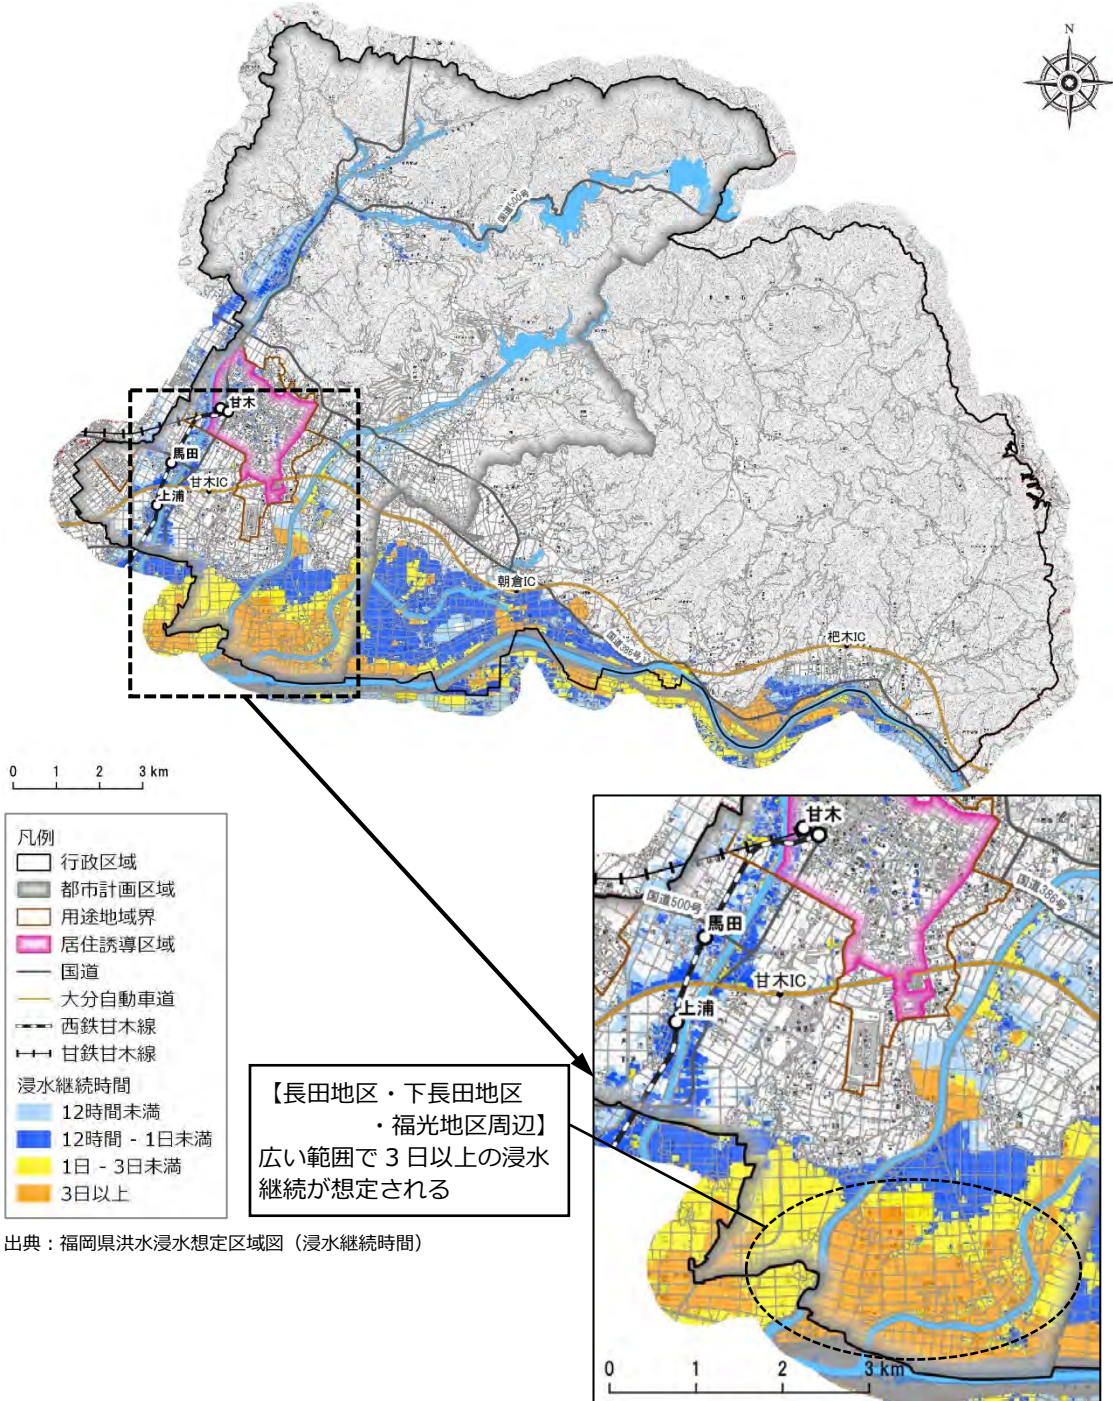 N
国道500号
甘木
馬田
甘木IC
上浦
朝倉IC
国道386号
杷木IC
0 1 2 3 km
凡例
行政区域
都市計画区域
用途地域界
居住誘導区域
国道
大分自動車道
西鉄甘木線
甘鉄甘木線
浸水継続時間
12時間未満
12時間 - 1日未満
1日 - 3日未満
3日以上
出典：福岡県洪水浸水想定区域図（浸水継続時間）
【長田地区・下長田地区
・福光地区周辺】
広い範囲で 3 日以上の浸水
継続が想定される
甘木
国道386号
国道500号
馬田
甘木IC
上浦
0 1 2 3 km